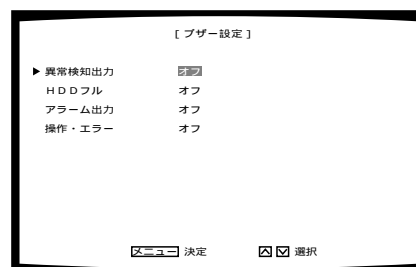 [ ブザー設定 ]
▶ 異常検知出力 オフ
HDDフル オフ
アラーム出力 オフ
操作・エラー オフ
メニュー 決定 ∧ ∨ 選択